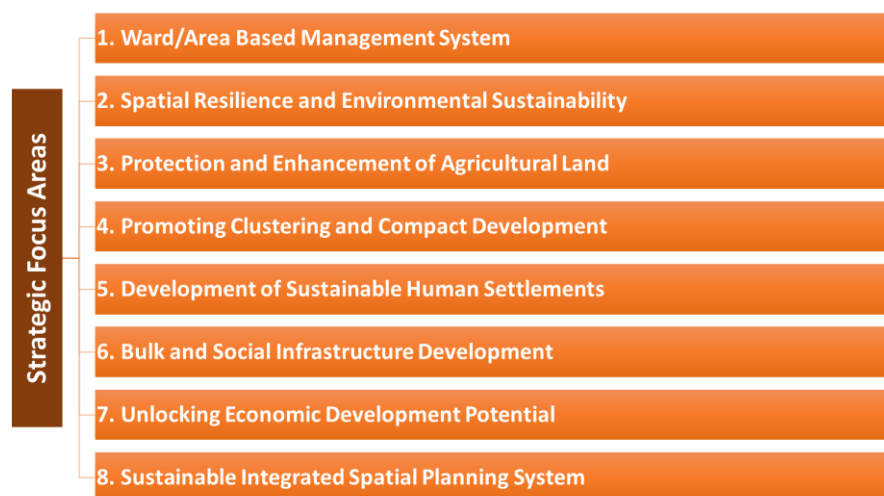 Strategic Focus Areas
1. Ward/Area Based Management System
2. Spatial Resilience and Environmental Sustainability
3. Protection and Enhancement of Agricultural Land
4. Promoting Clustering and Compact Development
5. Development of Sustainable Human Settlements
6. Bulk and Social Infrastructure Development
7. Unlocking Economic Development Potential
8. Sustainable Integrated Spatial Planning System